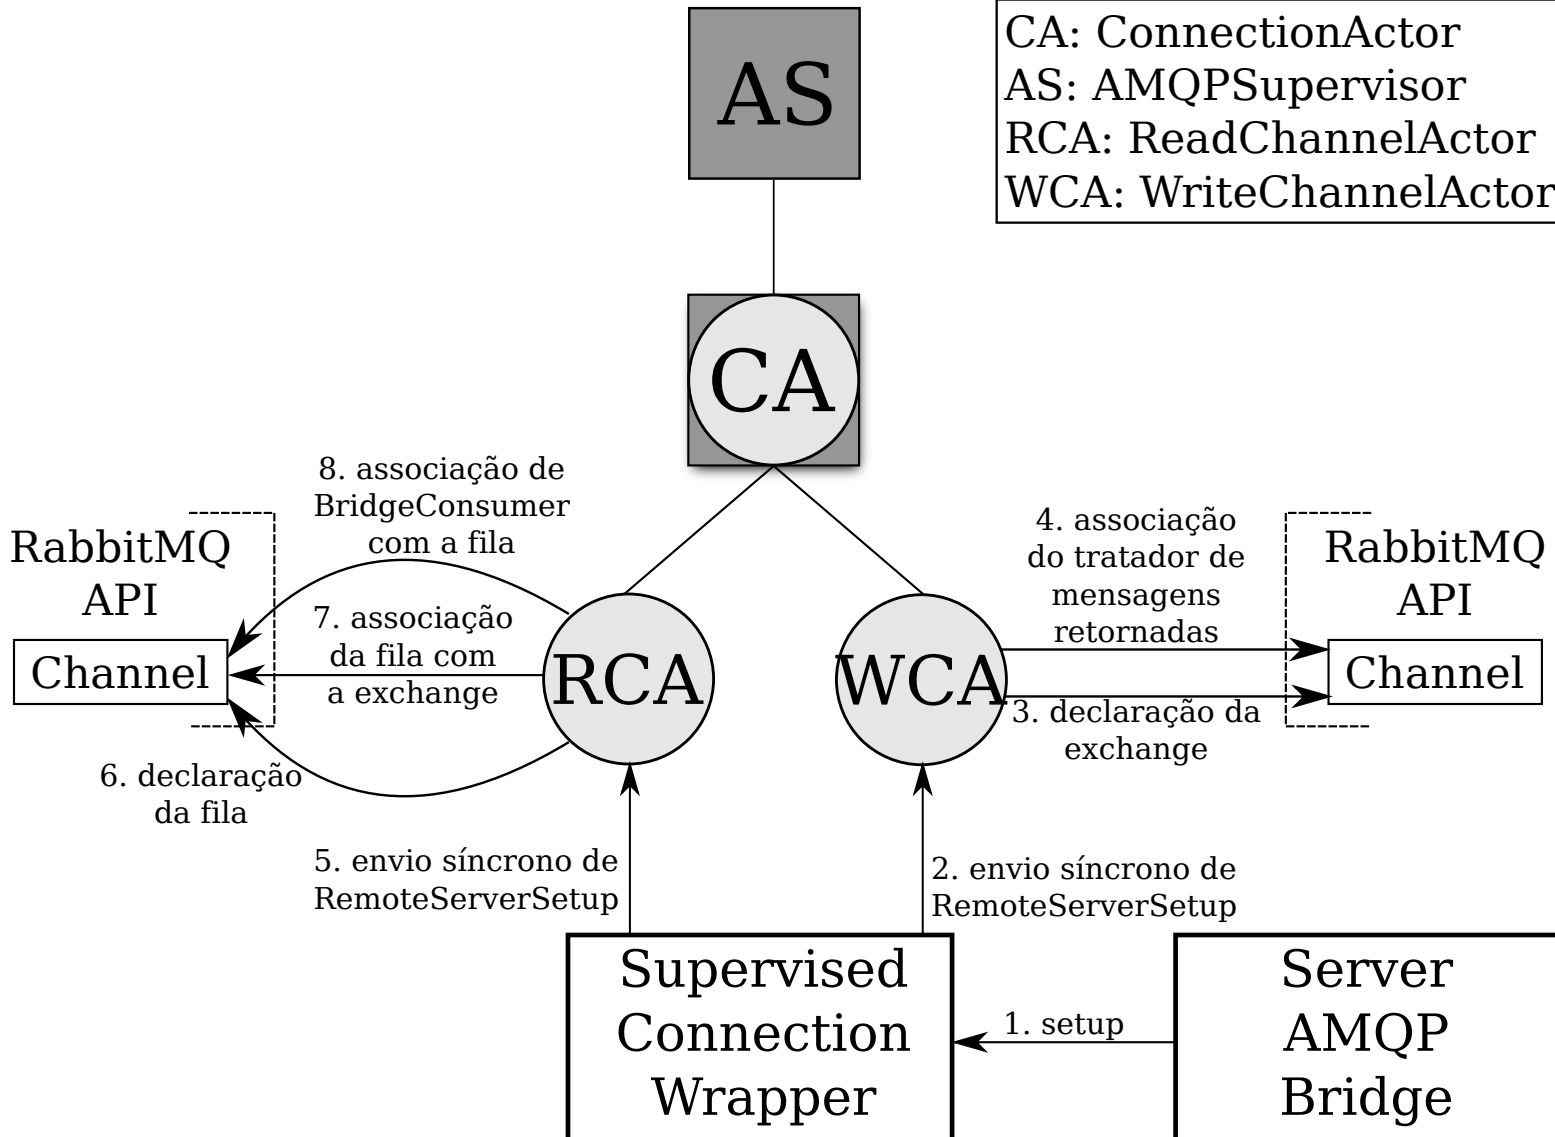 AS
CA: ConnectionActor
AS: AMQPSupervisor
RCA: ReadChannelActor
WCA: WriteChannelActor
CA
8. associação de
BridgeConsumer
com a fila
RabbitMQ
API
Channel
7. associação
da fila com
a exchange
6. declaração
da fila
RCA
WCA
4. associação
do tratador de
mensagens
retornadas
3. declaração da
exchange
RabbitMQ
API
Channel
5. envio síncrono de
RemoteServerSetup
2. envio síncrono de
RemoteServerSetup
Supervised
Connection
Wrapper
1. setup
Server
AMQP
Bridge